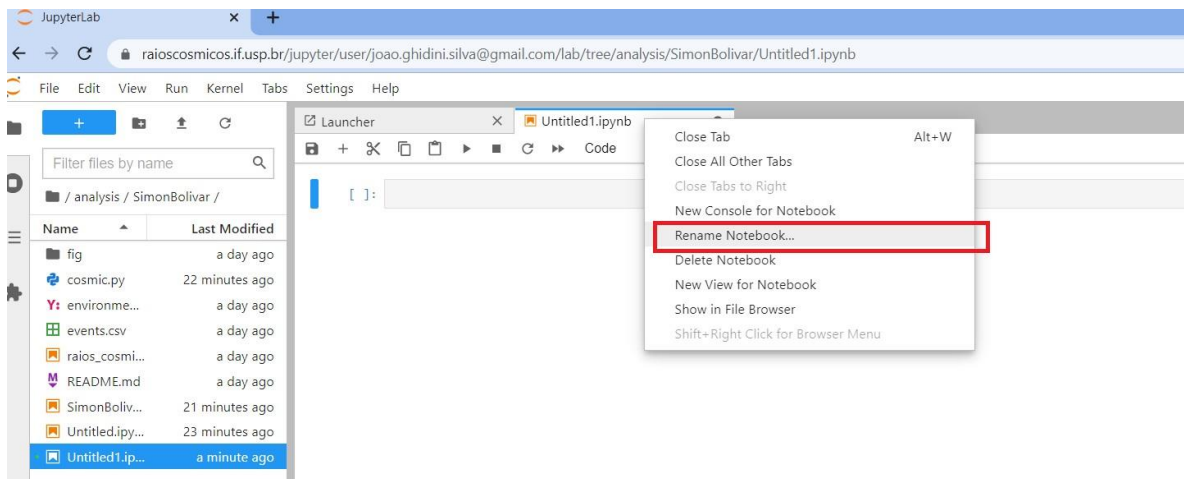 JupyterLab
raioscosmicos.if.usp.br/jupyter/user/joao.ghidini.silva@gmail.com/lab/tree/analysis/SimonBolivar/Untitled1.ipynb
File Edit View Run Kernel Tabs Settings Help
Filter files by name
/ analysis / SimonBolivar /
Name Last Modified
fig a day ago
cosmic.py 22 minutes ago
Y: environme... a day ago
events.csv a day ago
raios_cosmi... a day ago
README.md a day ago
SimonBoliv... 21 minutes ago
Untitled.ipy... 23 minutes ago
Untitled1.ip... a minute ago
Launcher Untitled1.ipynb
Code
[ ]:
Close Tab Alt+W
Close All Other Tabs
Close Tabs to Right
New Console for Notebook
Rename Notebook...
Delete Notebook
New View for Notebook
Show in File Browser
Shift+Right Click for Browser Menu